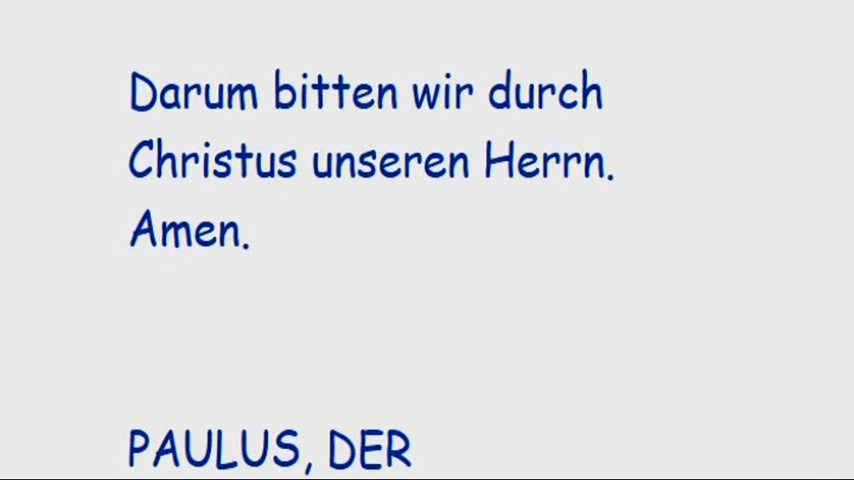 Darum bitten wir durch
Christus unseren Herrn.
Amen.
PAULUS, DER